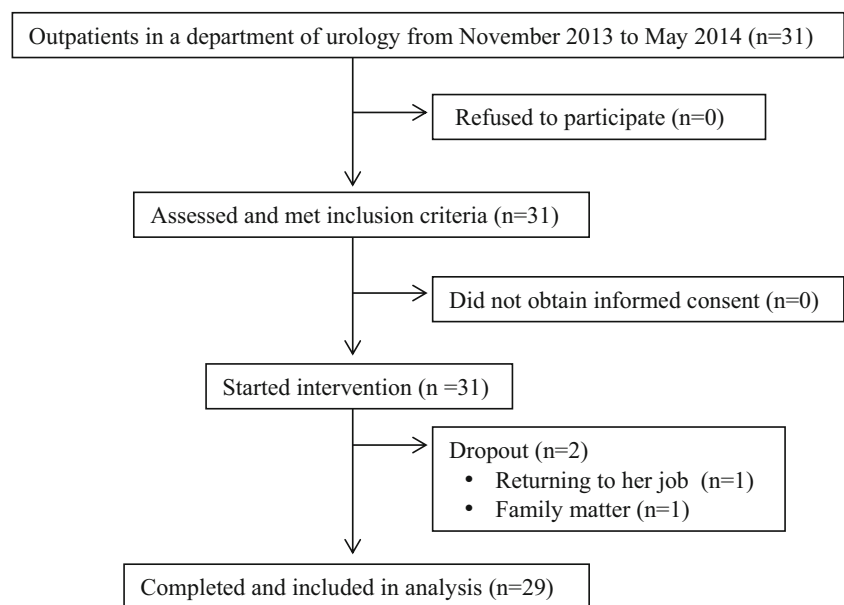 Outpatients in a department of urology from November 2013 to May 2014 (n=31)
Refused to participate (n=0)
Assessed and met inclusion criteria (n=31)
Did not obtain informed consent (n=0)
Started intervention (n =31)
Dropout (n=2)
• Returning to her job (n=1)
• Family matter (n=1)
Completed and included in analysis (n=29)